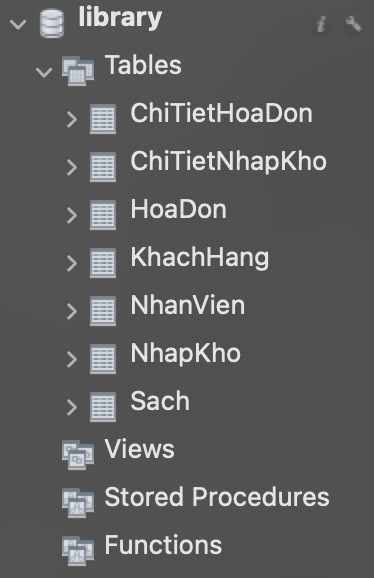 library
Tables
ChiTietHoaDon
ChiTietNhapKho
HoaDon
KhachHang
NhanVien
NhapKho
Sach
Views
Stored Procedures
Functions